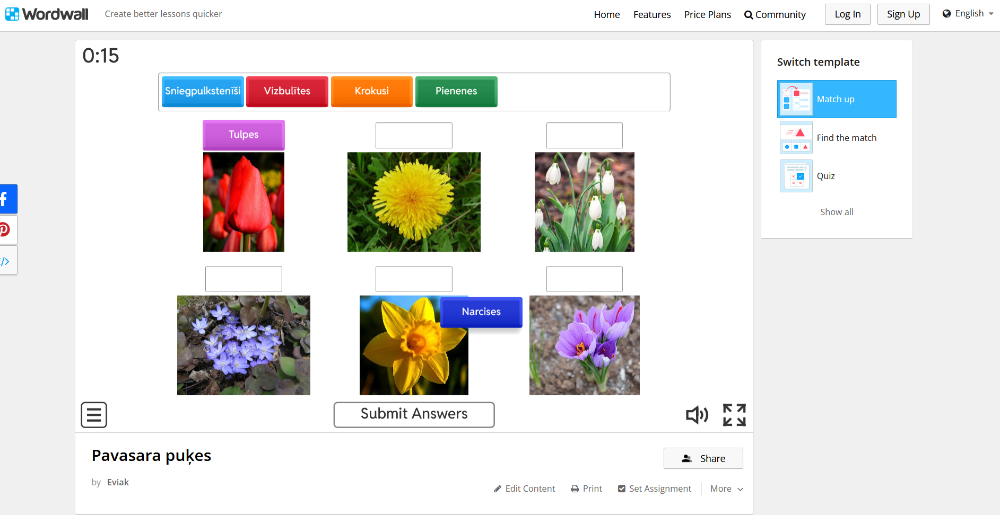 Wordwall
Create better lessons quicker
Home
Features
Price Plans
Community
Log In
Sign Up
English
0:15
Sniegpulkstenīši
Vizbulītes
Krokusi
Pienenes
Tulpes
Narcises
Submit Answers
Switch template
Match up
Find the match
Quiz
Show all
Pavasara puķes
by Eviak
Share
Edit Content
Print
Set Assignment
More